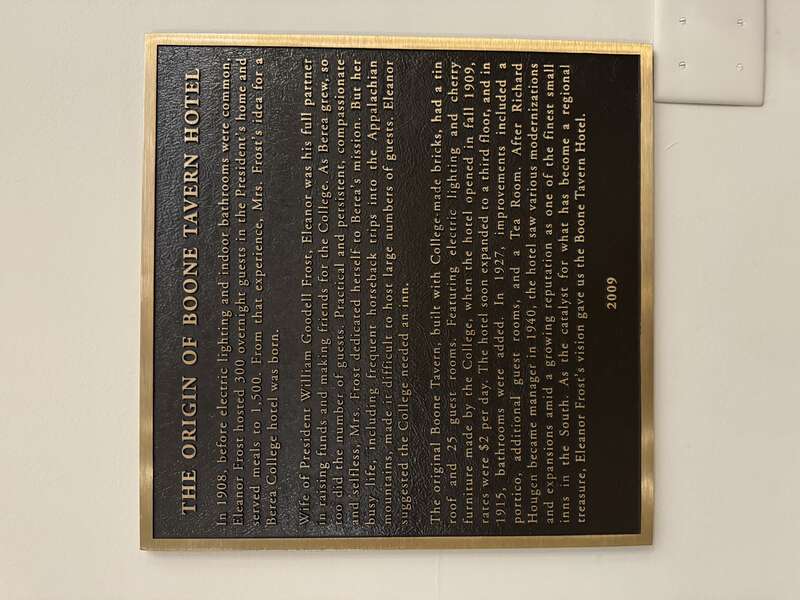 THE ORIGIN OF BOONE TAVERN HOTEL
In 1908, before electric lighting and indoor bathrooms were common,
Eleanor Frost hosted 300 overnight guests in the President's home and
served meals to 1,500. From that experience, Mrs. Frost's idea for a
Berea College hotel was born.
Wife of President William Goodell Frost, Eleanor was his full partner
in raising funds and making friends for the College. As Berea grew, so
too did the number of guests. Practical and persistent, compassionate
and selfless, Mrs. Frost dedicated herself to Berea's mission. But her
busy life, including frequent horseback trips into the Appalachian
mountains, made it difficult to host large numbers of guests. Eleanor
suggested the College needed an inn.
The original Boone Tavern, built with College-made bricks, had a tin
roof and 25 guest rooms. Featuring electric lighting and cherry
furniture made by the College, when the hotel opened in fall 1909,
rates were $2 per day. The hotel soon expanded to a third floor, and in
1915, bathrooms were added. In 1927, improvements included a
portico, additional guest rooms, and a Tea Room. After Richard
Hougen became manager in 1940, the hotel saw various modernizations
and expansions amid a growing reputation as one of the finest small
inns in the South. As the catalyst for what has become a regional
treasure, Eleanor Frost's vision gave us the Boone Tavern Hotel.
2009